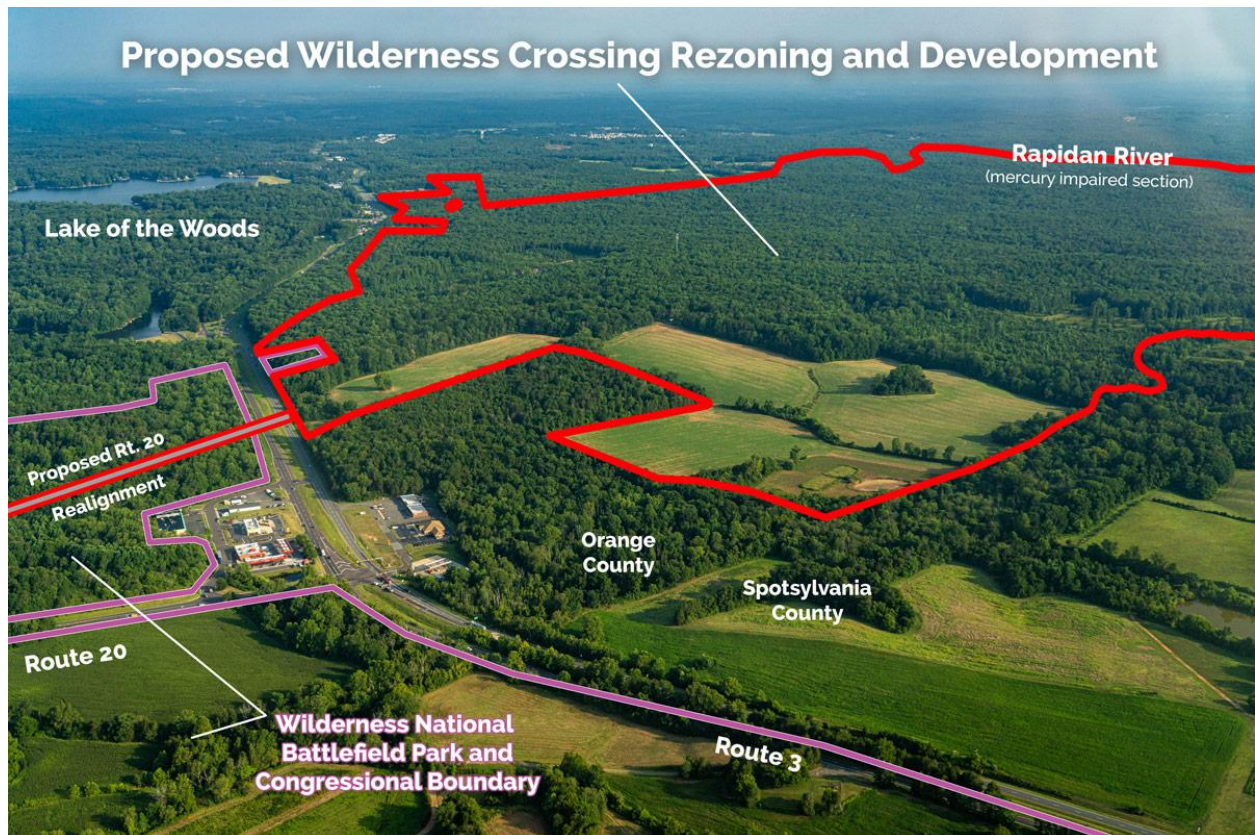 Proposed Wilderness Crossing Rezoning and Development
Rapidan River
(mercury impaired section)
Lake of the Woods
Proposed Rt. 20
Realignment
Orange
County
Spotsylvania
County
Route 20
Wilderness National
Battlefield Park and
Congressional Boundary
Route 3